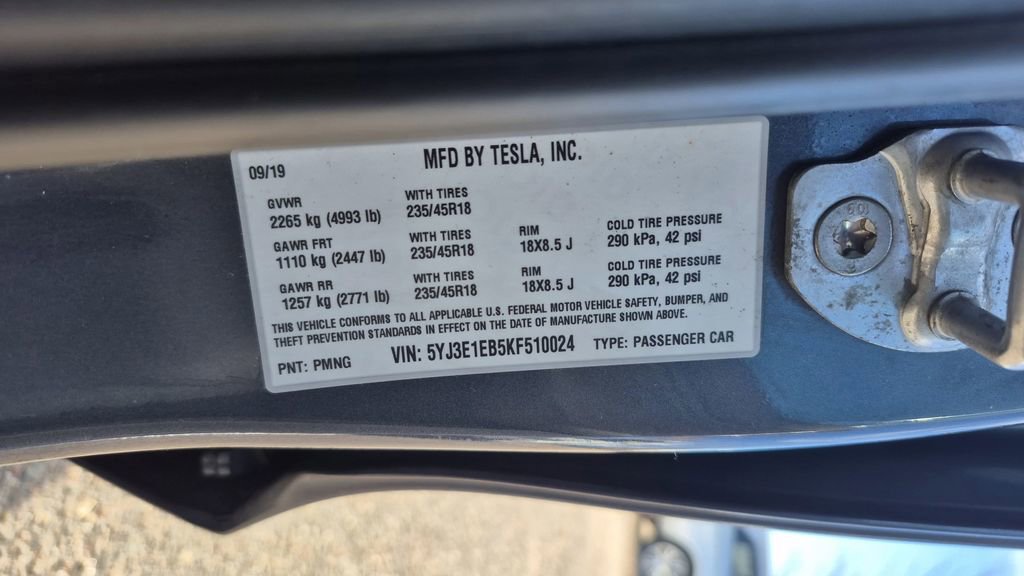 09/19 MFD BY TESLA, INC.
GVWR WITH TIRES
2265 kg (4993 lb) 235/45R18
GAWR FRT WITH TIRES RIM COLD TIRE PRESSURE
1110 kg (2447 lb) 235/45R18 18X8.5 J 290 kPa, 42 psi
GAWR RR WITH TIRES RIM COLD TIRE PRESSURE
1257 kg (2771 lb) 235/45R18 18X8.5 J 290 kPa, 42 psi
THIS VEHICLE CONFORMS TO ALL APPLICABLE U.S. FEDERAL MOTOR VEHICLE SAFETY, BUMPER, AND
THEFT PREVENTION STANDARDS IN EFFECT ON THE DATE OF MANUFACTURE SHOWN ABOVE.
PNT: PMNG VIN: 5YJ3E1EB5KF510024 TYPE: PASSENGER CAR